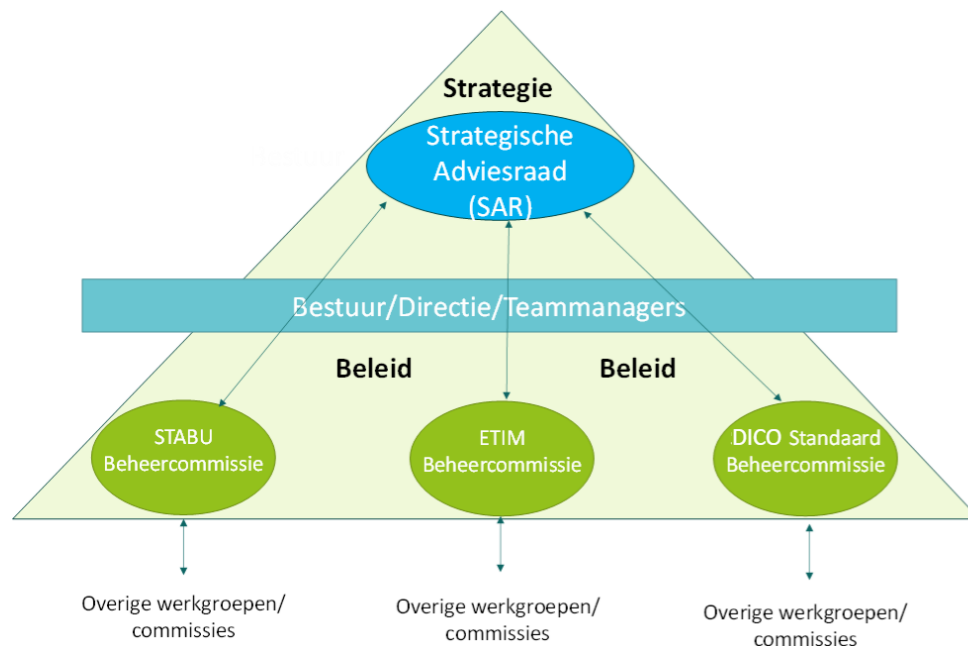 Strategie
Strategische
Adviesraad
(SAR)
Bestuur/Directie/Teammanagers
Beleid
Beleid
STABU
Beheercommissie
ETIM
Beheercommissie
DICO Standaard
Beheercommissie
Overige werkgroepen/
commissies
Overige werkgroepen/
commissies
Overige werkgroepen/
commissies